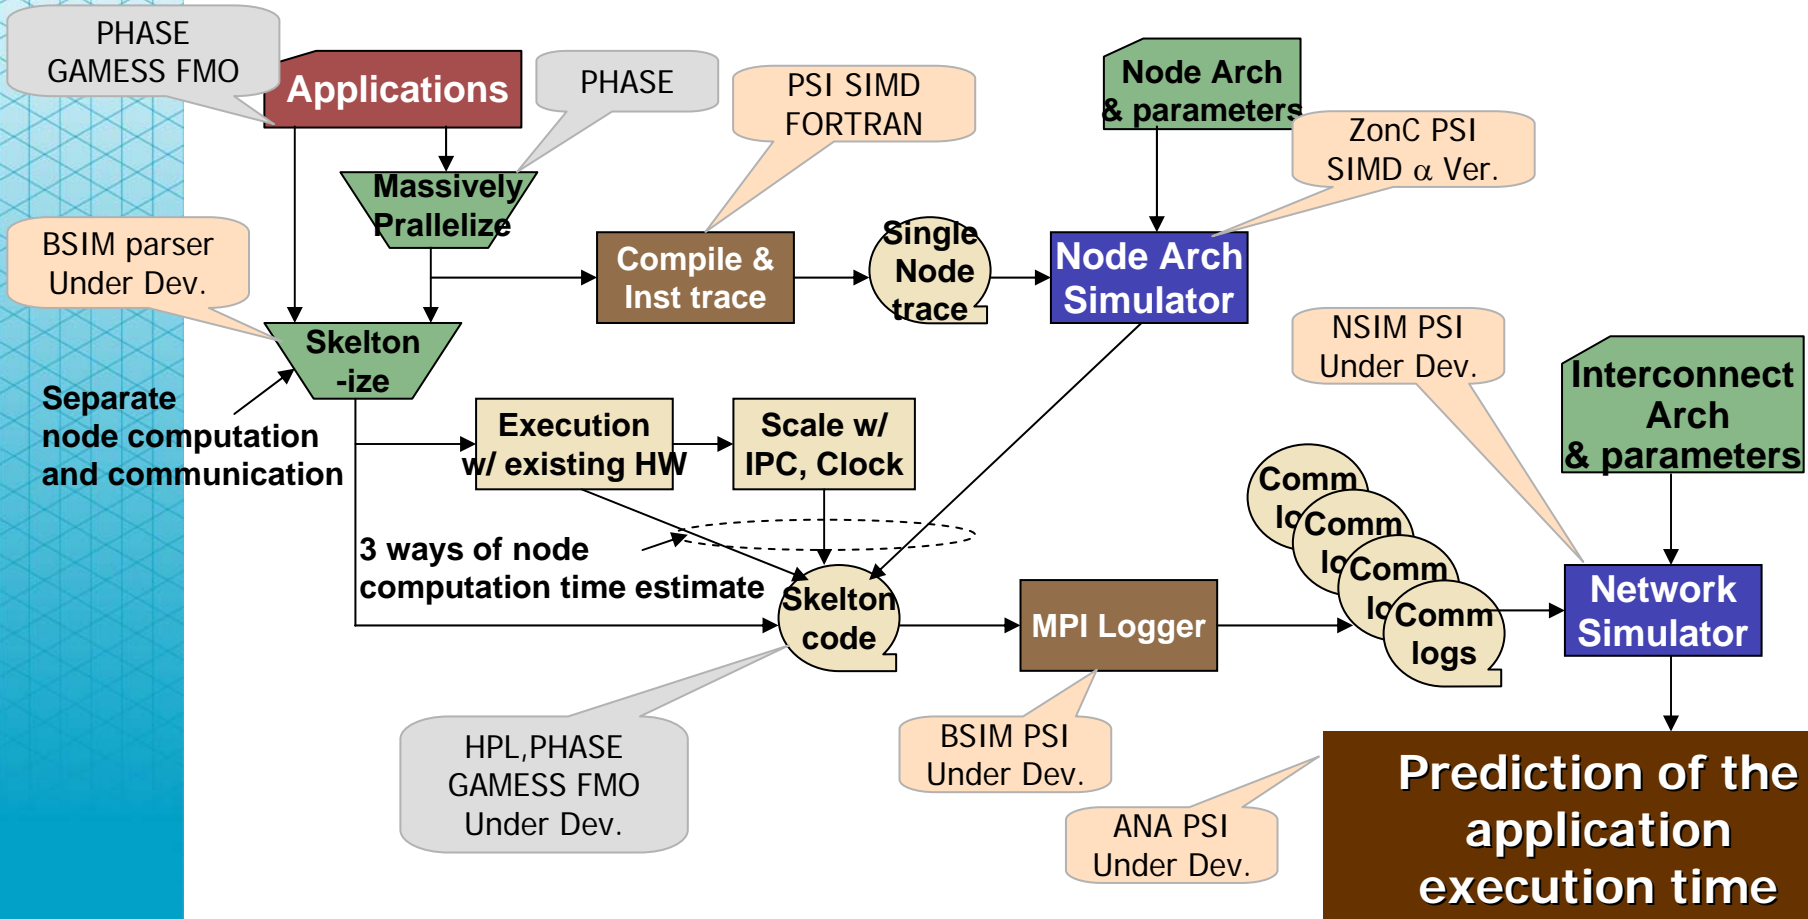 PHASE
GAMESS FMO
Applications
PHASE
PSI SIMD
FORTRAN
Node Arch
& parameters
ZonC PSI
SIMD α Ver.
Massively
Prallelize
BSIM parser
Under Dev.
Compile &
Inst trace
Single
Node
trace
Node Arch
Simulator
Skelton
-ize
NSIM PSI
Under Dev.
Interconnect
Arch
& parameters
Separate
node computation
and communication
Execution
w/ existing HW
Scale w/
IPC, Clock
3 ways of node
computation time estimate
Skelton
code
MPI Logger
Comm
lo
Comm
lo
Comm
lo
Comm
logs
Network
Simulator
HPL,PHASE
GAMESS FMO
Under Dev.
BSIM PSI
Under Dev.
ANA PSI
Under Dev.
Prediction of the
application
execution time